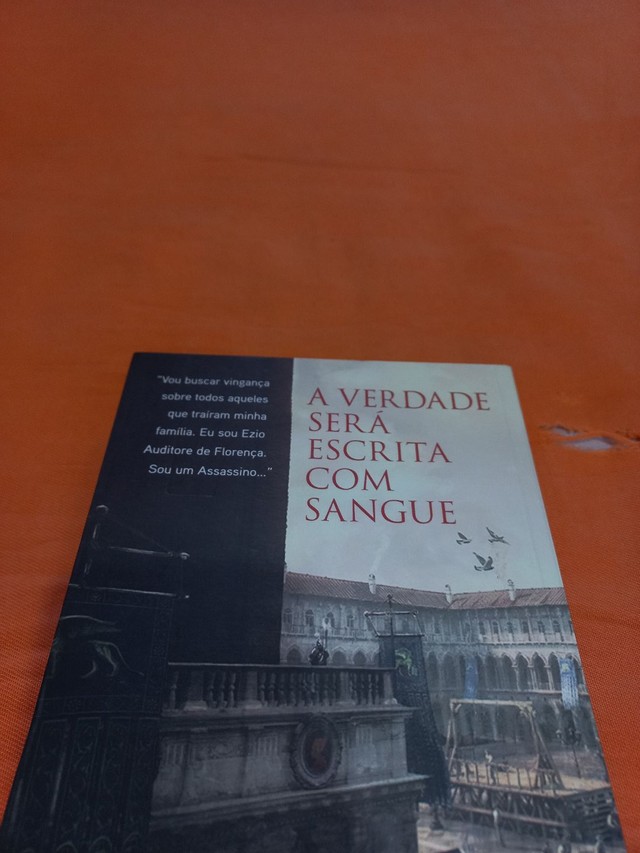 "Vou buscar vingança
sobre todos aqueles
que traíram minha
família. Eu sou Ezio
Auditore de Florença.
Sou um Assassino..."
A VERDADE
SERÁ
ESCRITA
COM
SANGUE